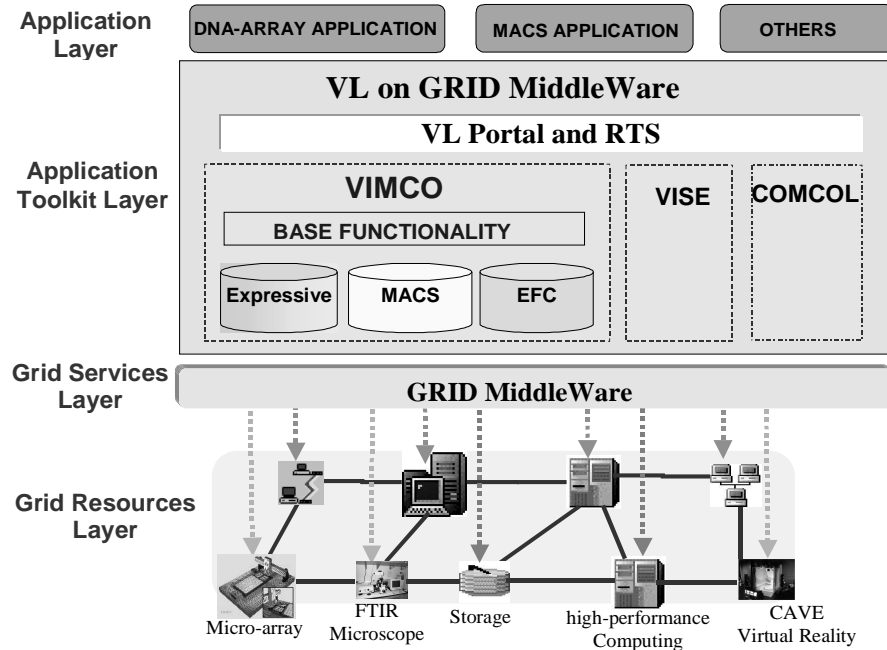 Application
Layer
DNA-ARRAY APPLICATION
MACS APPLICATION
OTHERS
VL on GRID MiddleWare
VL Portal and RTS
Application
Toolkit Layer
VIMCO
BASE FUNCTIONALITY
Expressive
MACS
EFC
VISE
COMCOL
Grid Services
Layer
GRID MiddleWare
Grid Resources
Layer
Micro-array
FTIR
Microscope
Storage
high-performance
Computing
CAVE
Virtual Reality